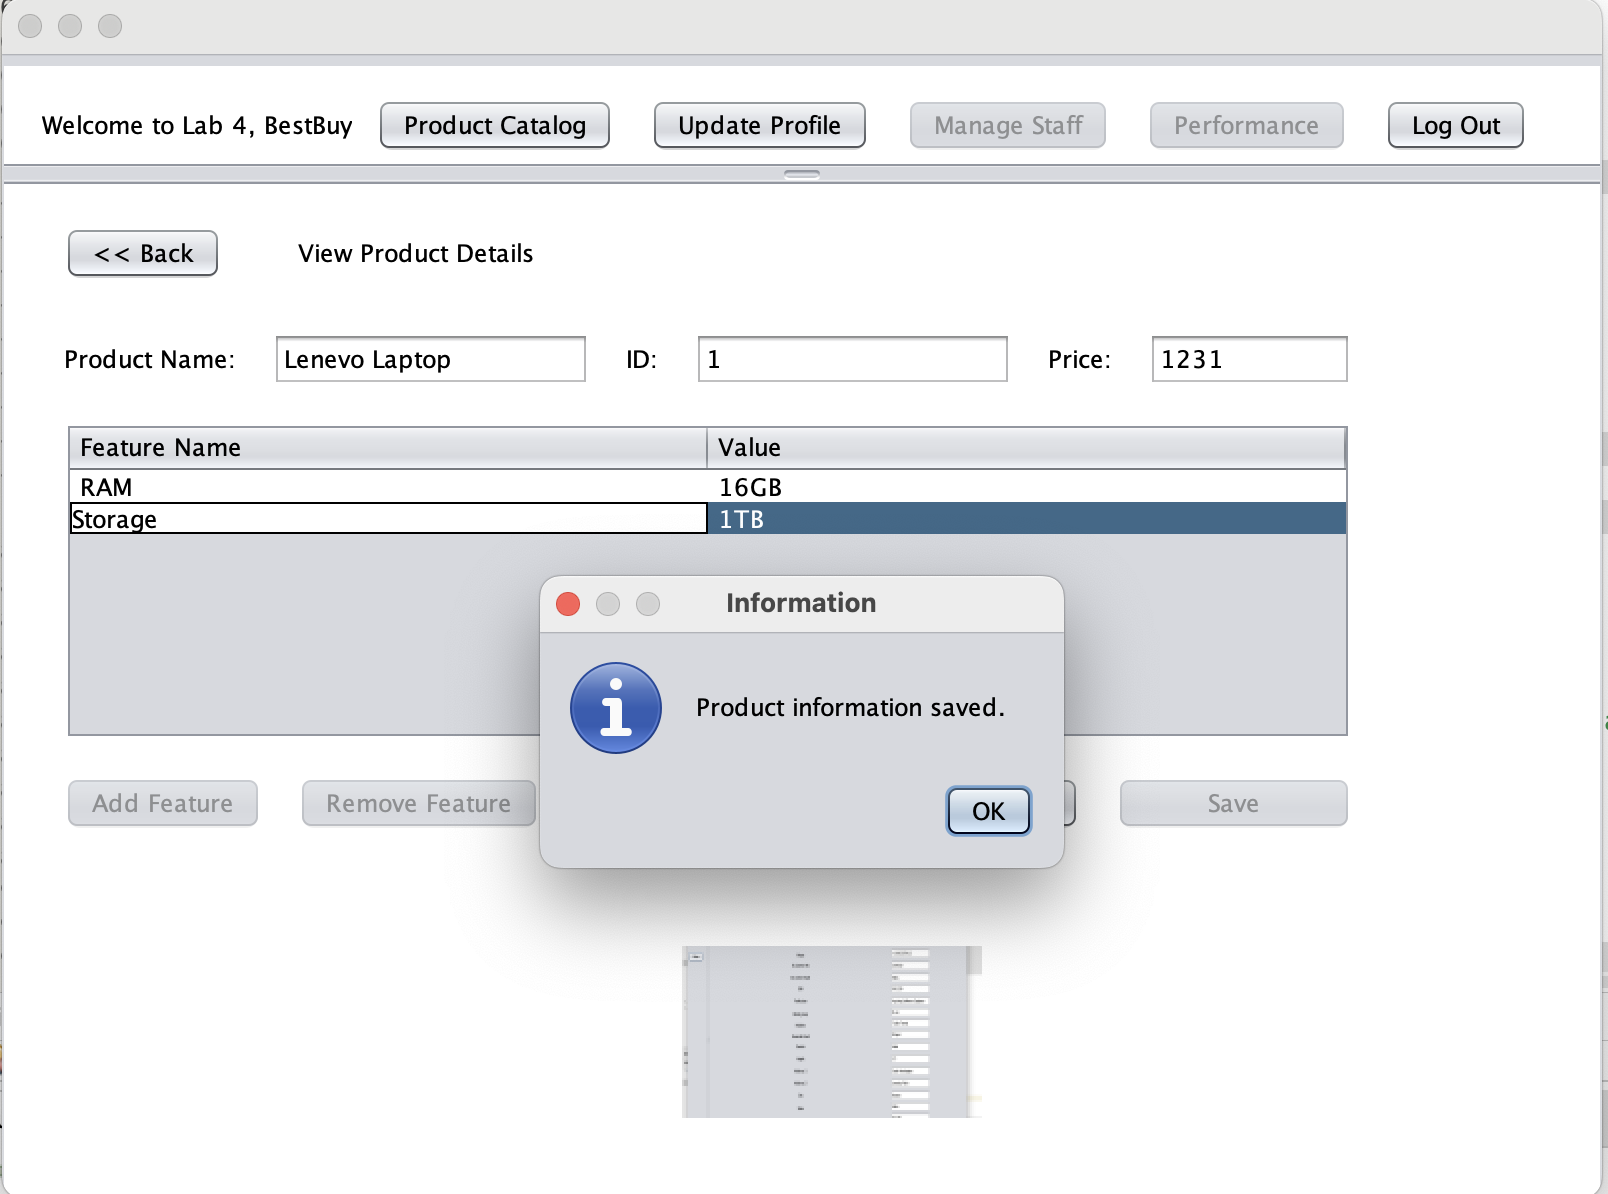 Welcome to Lab 4, BestBuy Product Catalog Update Profile Manage Staff Performance Log Out
<< Back View Product Details
Product Name: Lenevo Laptop ID: 1 Price: 1231
Feature Name Value
RAM 16GB
Storage 1TB
Information
Product information saved.
OK
Add Feature Remove Feature Save